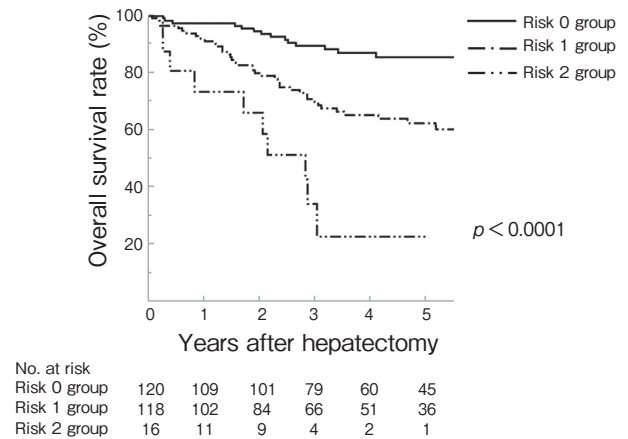 100
80
60
40
20
Overall survival rate (%)
Risk 0 group
Risk 1 group
Risk 2 group
p < 0.0001
0 1 2 3 4 5
Years after hepatectomy
No. at risk
Risk 0 group 120 109 101 79 60 45
Risk 1 group 118 102 84 66 51 36
Risk 2 group 16 11 9 4 2 1